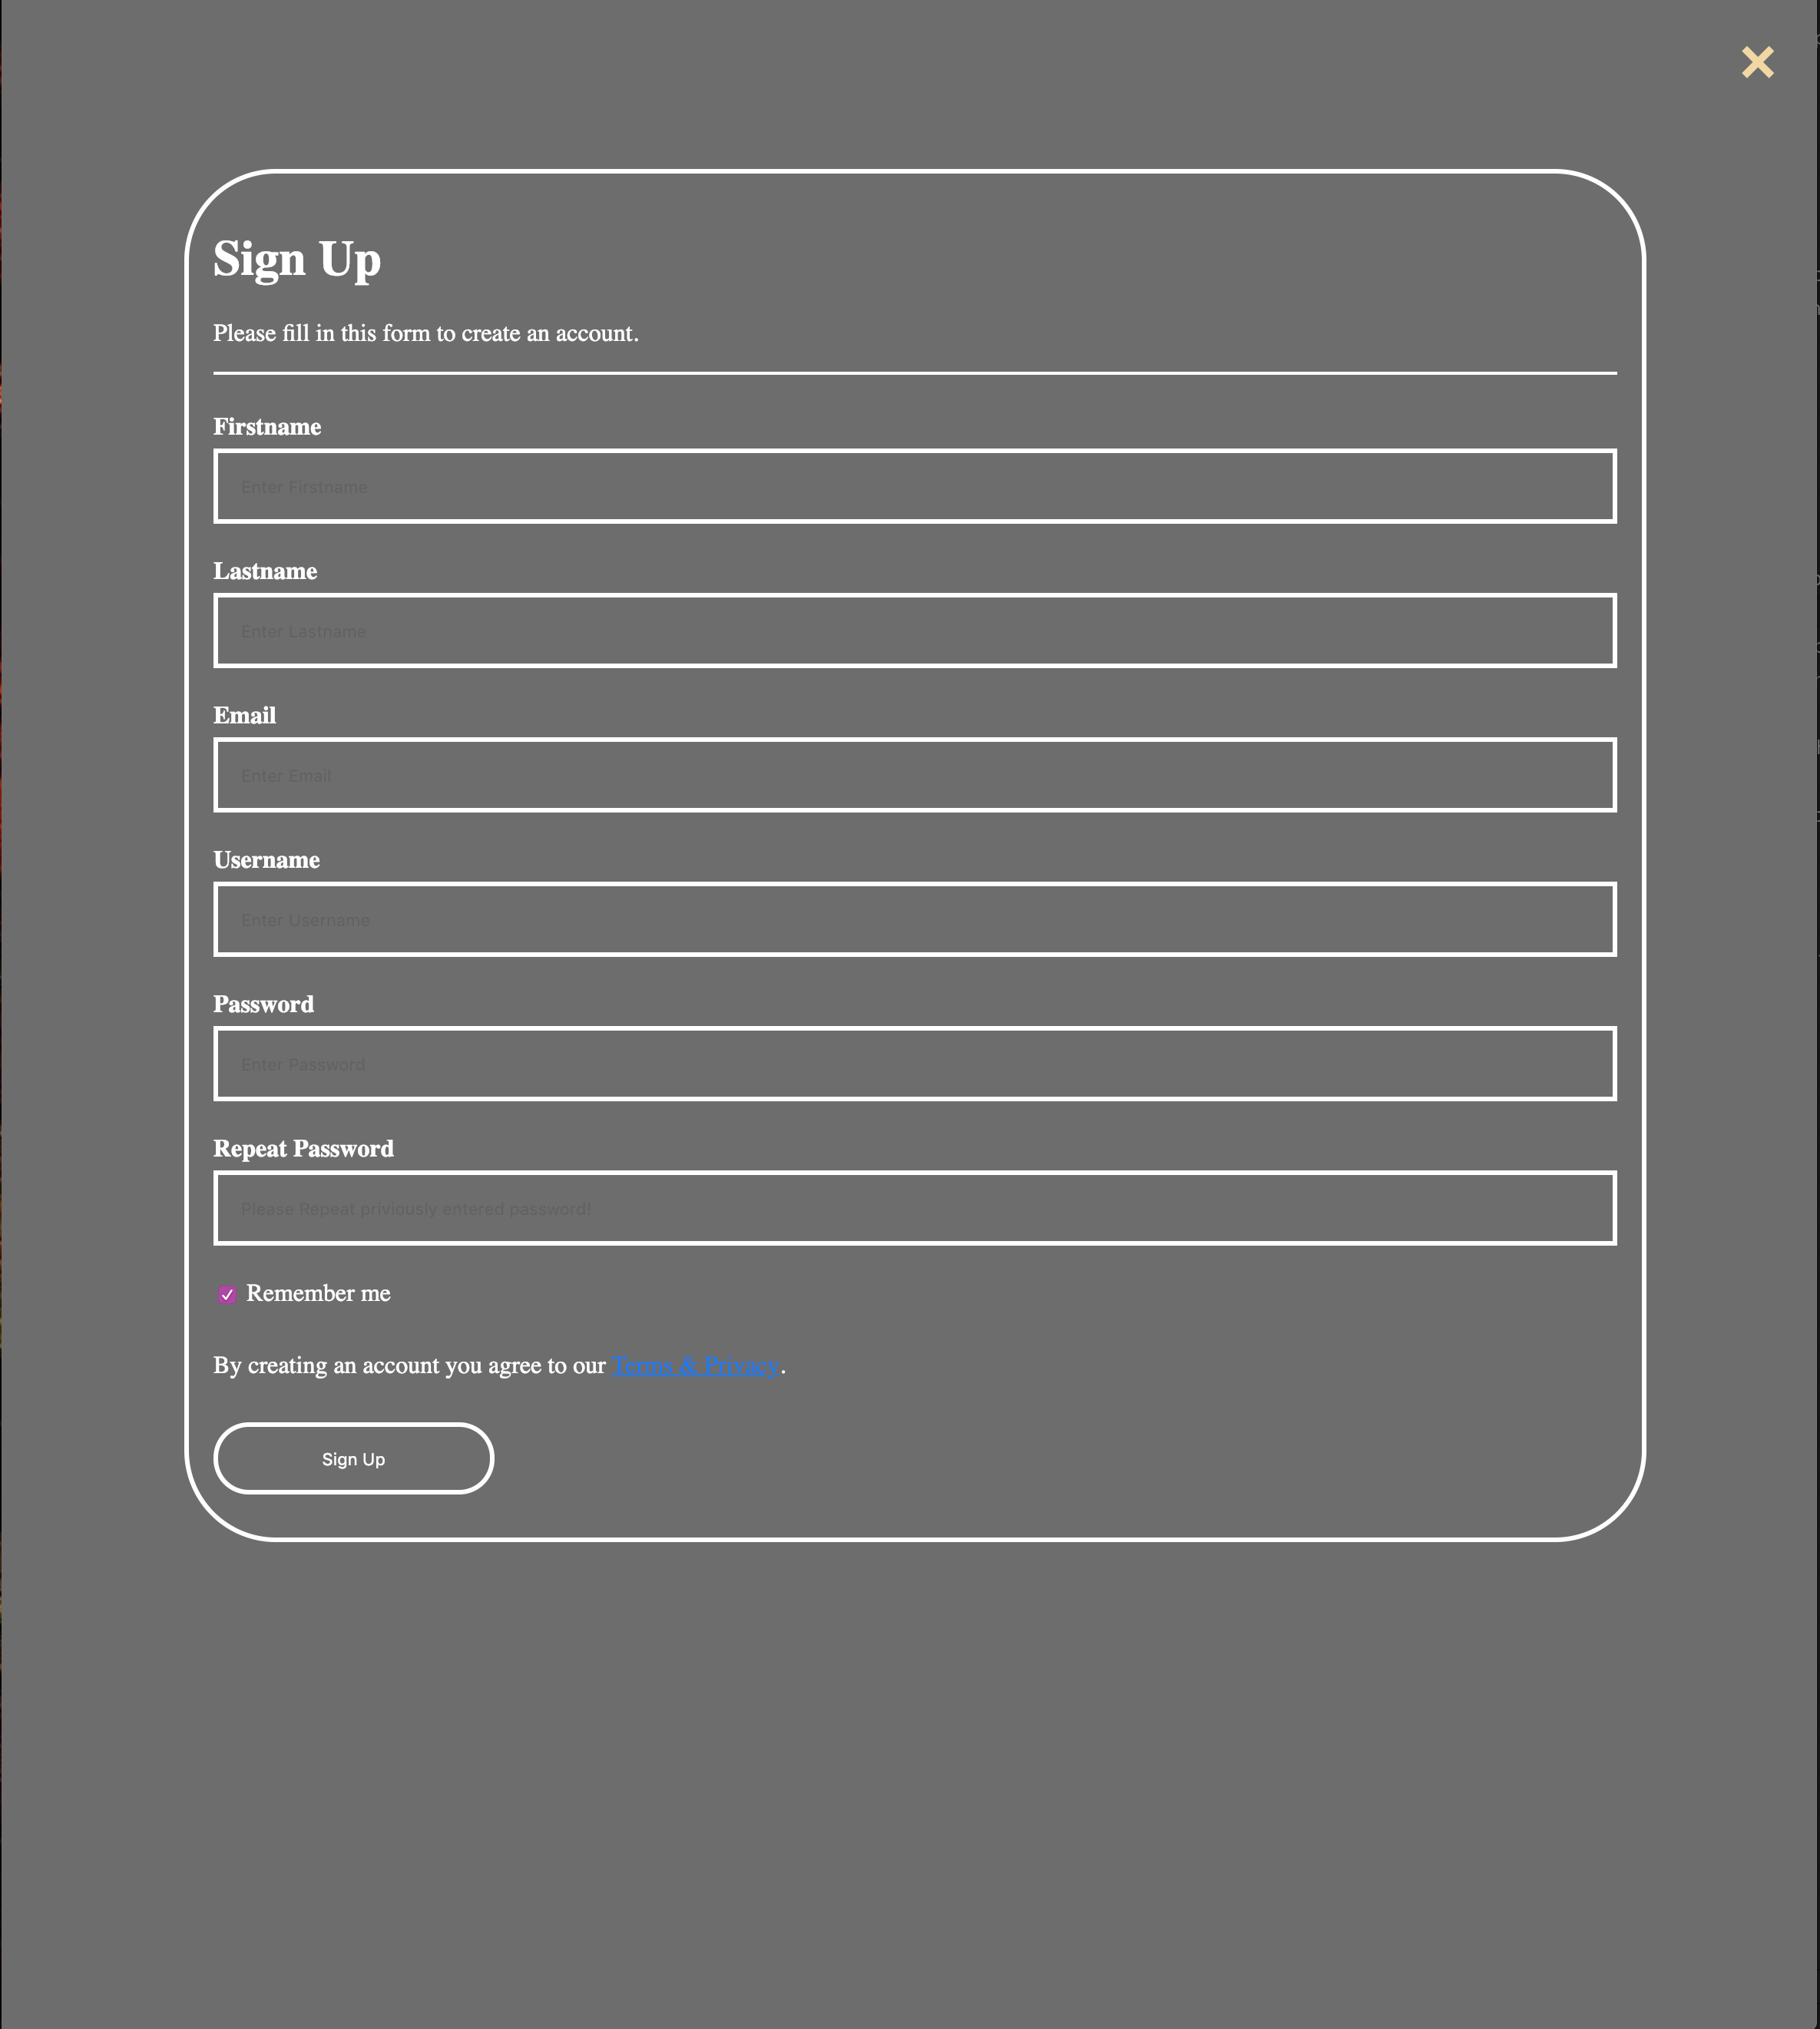 Sign Up
Please fill in this form to create an account.
Firstname
Enter Firstname
Lastname
Enter Lastname
Email
Enter Email
Username
Enter Username
Password
Enter Password
Repeat Password
Please Repeat priviously entered password!
Remember me
By creating an account you agree to our Terms & Privacy.
Sign Up